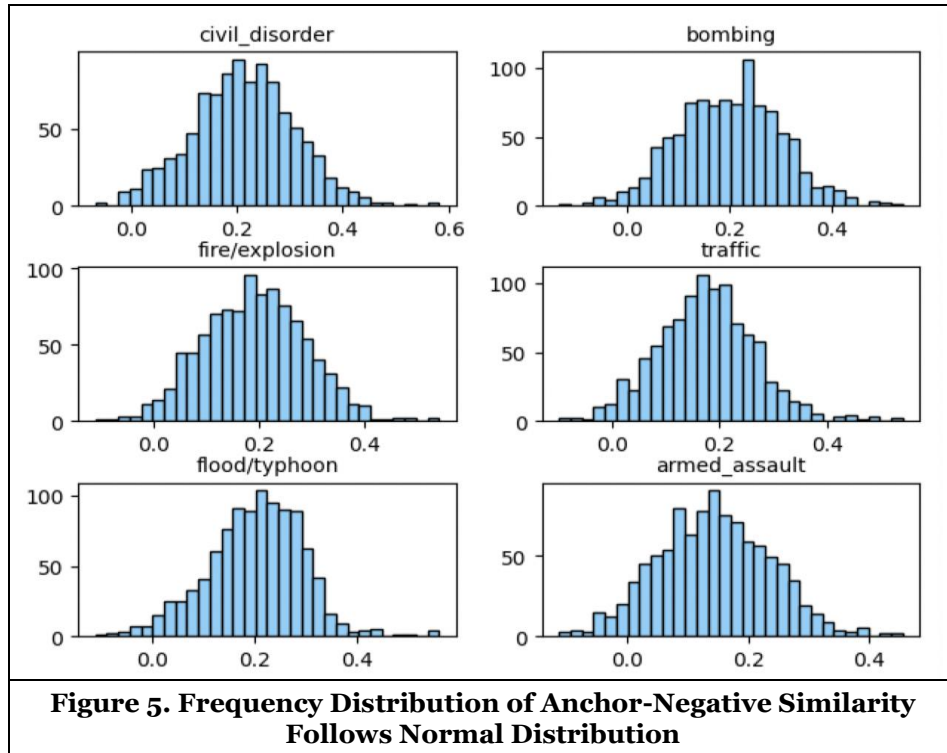 civil_disorder
50
0
0.0 0.2 0.4 0.6
bombing
100
50
0
0.0 0.2 0.4
fire/explosion
100
50
0
0.0 0.2 0.4
traffic
100
50
0
0.0 0.2 0.4
flood/typhoon
100
50
0
0.0 0.2 0.4
armed_assault
50
0
0.0 0.2 0.4
Figure 5. Frequency Distribution of Anchor-Negative Similarity
Follows Normal Distribution